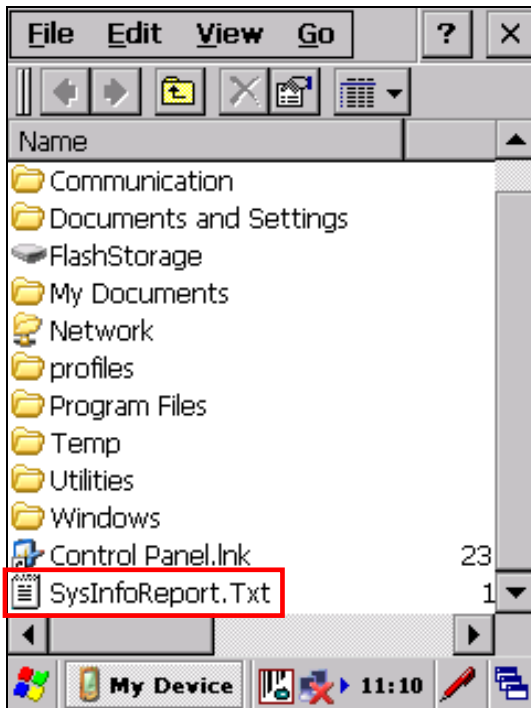 File Edit View Go ? ×
Name
Communication
Documents and Settings
FlashStorage
My Documents
Network
profiles
Program Files
Temp
Utilities
Windows
Control Panel.lnk 23
SysInfoReport.Txt 1
My Device 11:10